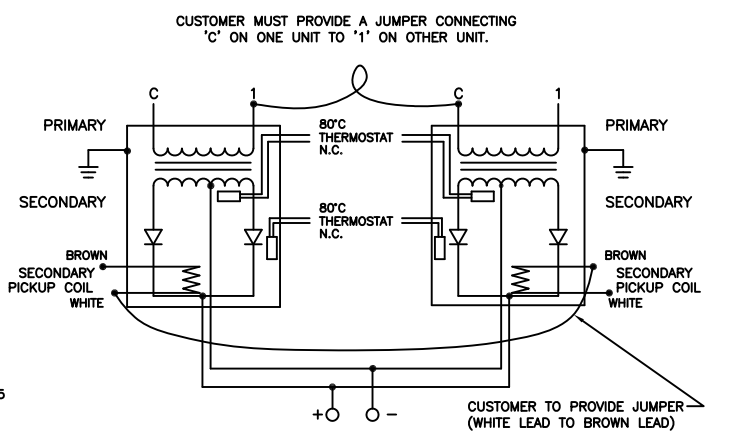 CUSTOMER MUST PROVIDE A JUMPER CONNECTING
'C' ON ONE UNIT TO '1' ON OTHER UNIT.
C
1
C
1
PRIMARY
80°C
THERMOSTAT
N.C.
PRIMARY
SECONDARY
80°C
THERMOSTAT
N.C.
SECONDARY
BROWN
SECONDARY
PICKUP COIL
WHITE
BROWN
SECONDARY
PICKUP COIL
WHITE
5
+
-
CUSTOMER TO PROVIDE JUMPER
(WHITE LEAD TO BROWN LEAD)